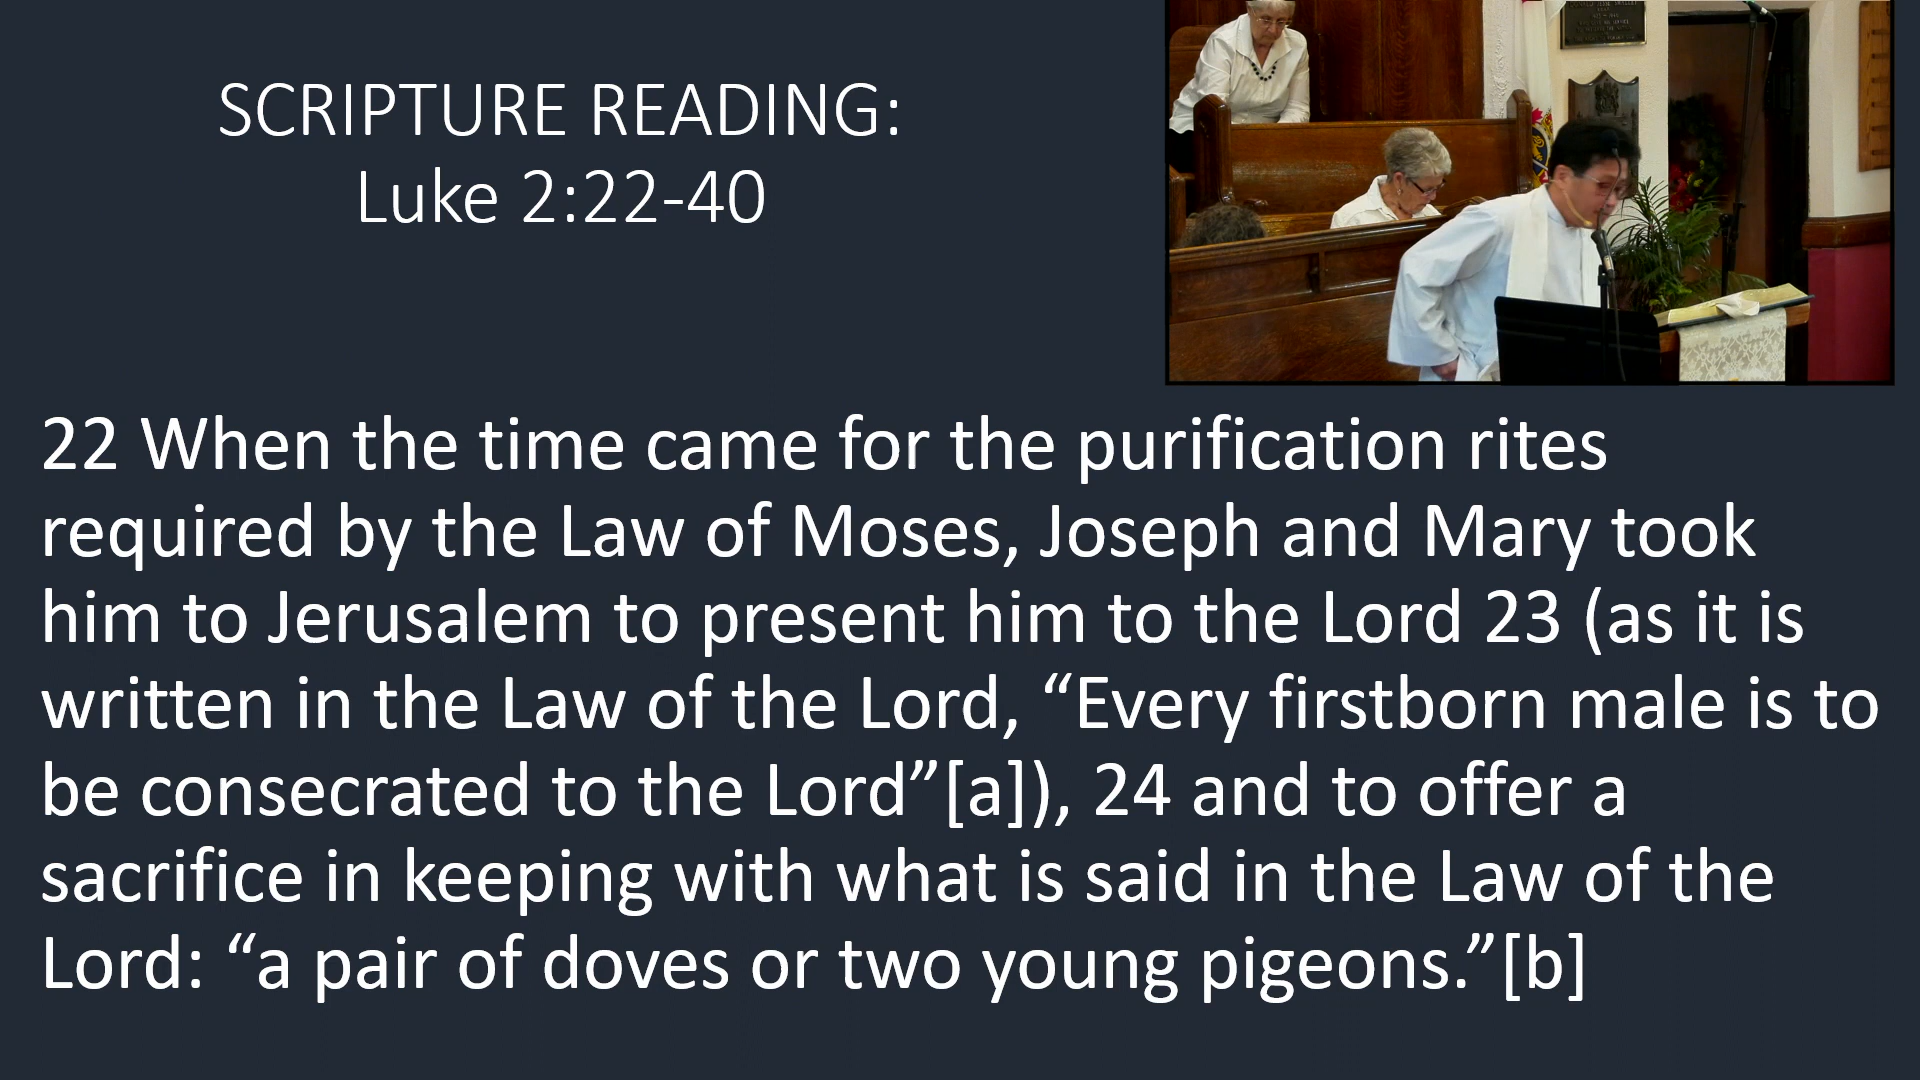 SCRIPTURE READING:
Luke 2:22-40
22 When the time came for the purification rites
required by the Law of Moses, Joseph and Mary took
him to Jerusalem to present him to the Lord 23 (as it is
written in the Law of the Lord, “Every firstborn male is to
be consecrated to the Lord”[a]), 24 and to offer a
sacrifice in keeping with what is said in the Law of the
Lord: “a pair of doves or two young pigeons.”[b]